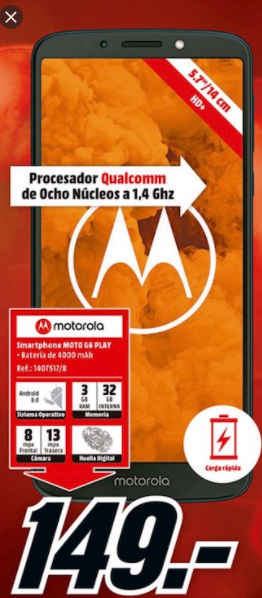 5.7"/14 cm
HD+
Procesador Qualcomm
de Ocho Núcleos a 1,4 Ghz
motorola
Smartphone MOTO G6 PLAY
• Batería de 4000 mAh
Ref.: 1407517/8
Android
8.0
3
GB
RAM
32
GB
INTERNA
Sistema Operativo
Memoria
8
mpx
Frontal
13
mpx
trasera
Cámara
Huella Digital
Carga rápida
motorola
149.-